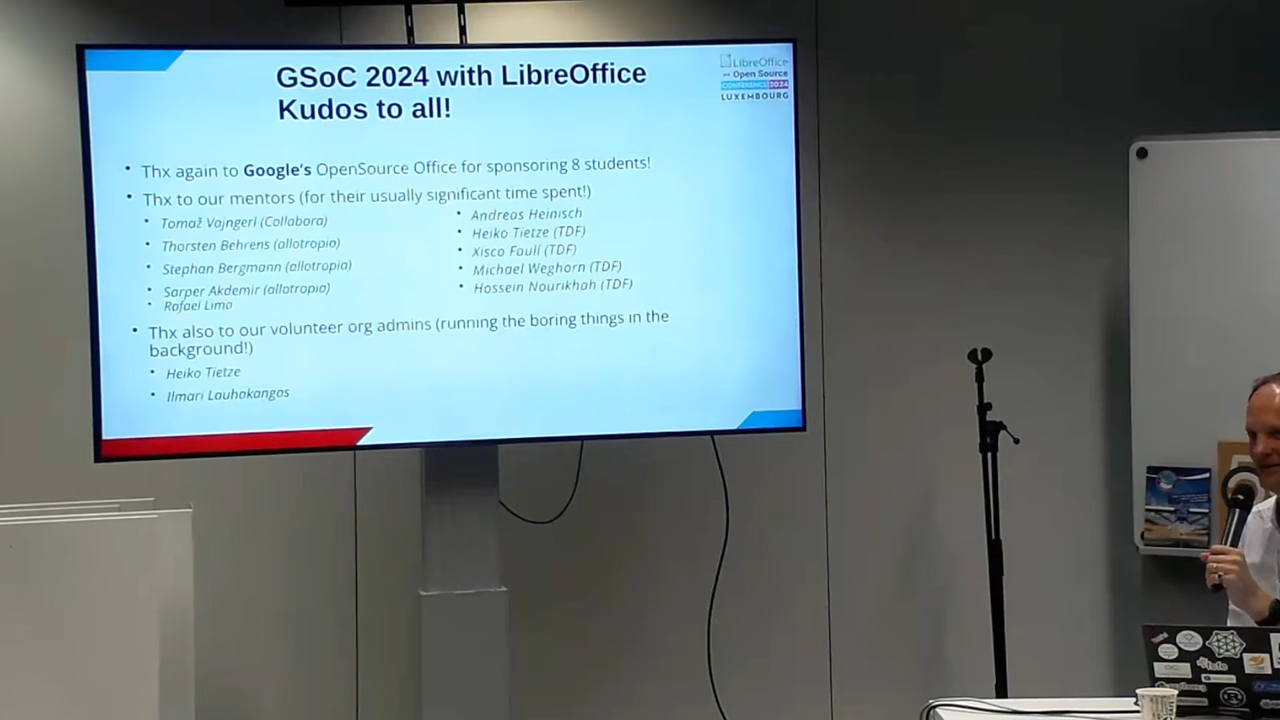 GSoC 2024 with LibreOffice
Kudos to all!
LibreOffice
Open Source
CONFERENCE 2024
LUXEMBOURG
• Thx again to Google's OpenSource Office for sponsoring 8 students!
• Thx to our mentors (for their usually significant time spent!)
• Tomaž Vajngerl (Collabora)
• Thorsten Behrens (allotropia)
• Stephan Bergmann (allotropia)
• Sarper Akdemir (allotropia)
• Rafael Lima
• Andreas Heinisch
• Heiko Tietze (TDF)
• Xisco Faulí (TDF)
• Michael Weghorn (TDF)
• Hossein Nourikhah (TDF)
• Thx also to our volunteer org admins (running the boring things in the
background!)
• Heiko Tietze
• Ilmari Lauhakangas